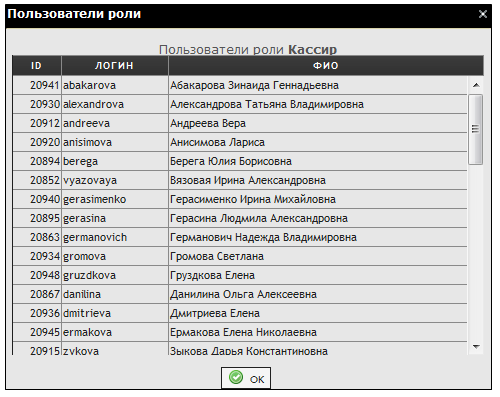 Пользователи роли
Пользователи роли Кассир
ID ЛОГИН ФИО
20941 abakarova Абакарова Зинаида Геннадьевна
20930 alexandrova Александрова Татьяна Владимировна
20912 andreeva Андреева Вера
20920 anisimova Анисимова Лариса
20894 berega Берега Юлия Борисовна
20852 vyazovaya Вязовая Ирина Александровна
20940 gerasimenko Герасименко Ирина Михайловна
20895 gerasina Герасина Людмила Александровна
20863 germanovich Германович Надежда Владимировна
20934 gromova Громова Светлана
20948 gruzdkova Груздкова Елена
20867 danilina Данилина Ольга Алексеевна
20936 dmitrieva Дмитриева Елена
20945 ermakova Ермакова Елена Николаевна
20915 zykova Зыкова Дарья Константиновна
OK